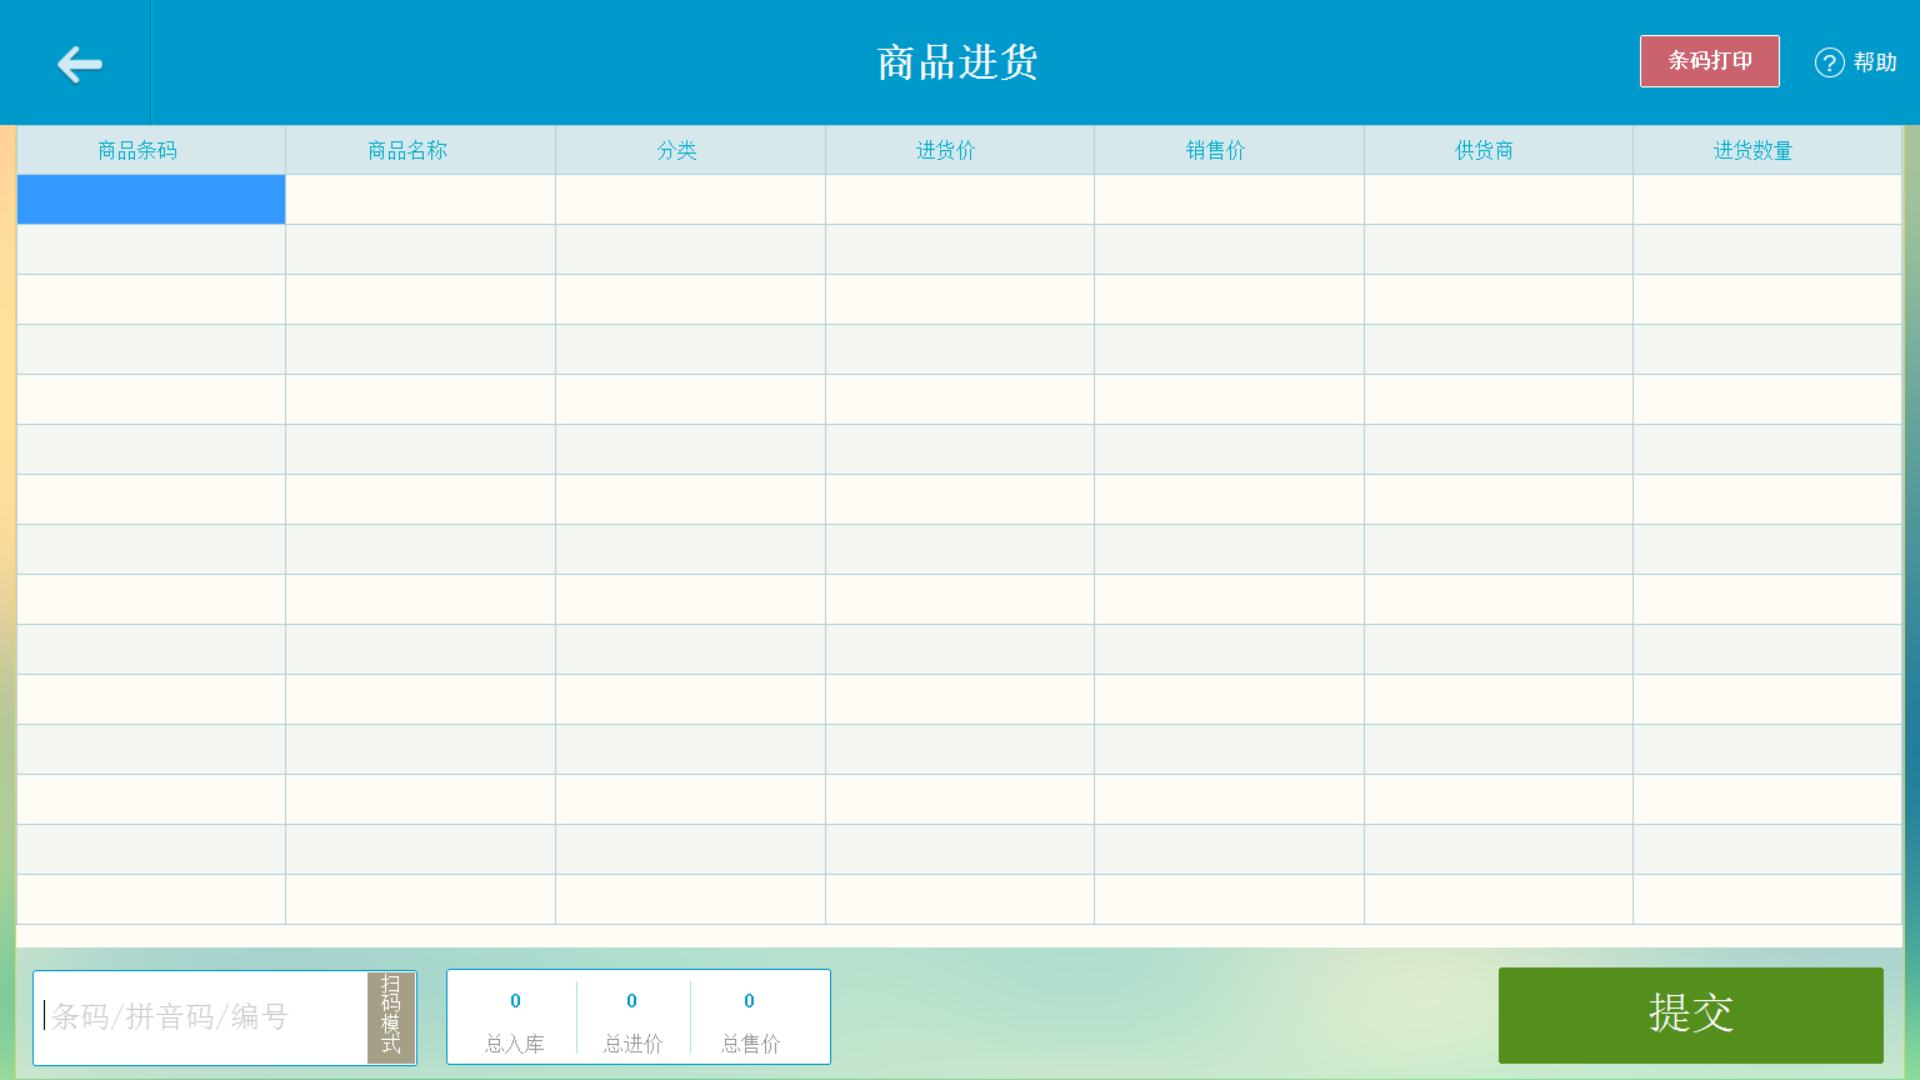 商品进货
条码打印
? 帮助
商品条码 商品名称 分类 进货价 销售价 供货商 进货数量
条码/拼音码/编号
扫码模式
0 0 0
总入库 总进价 总售价
提交